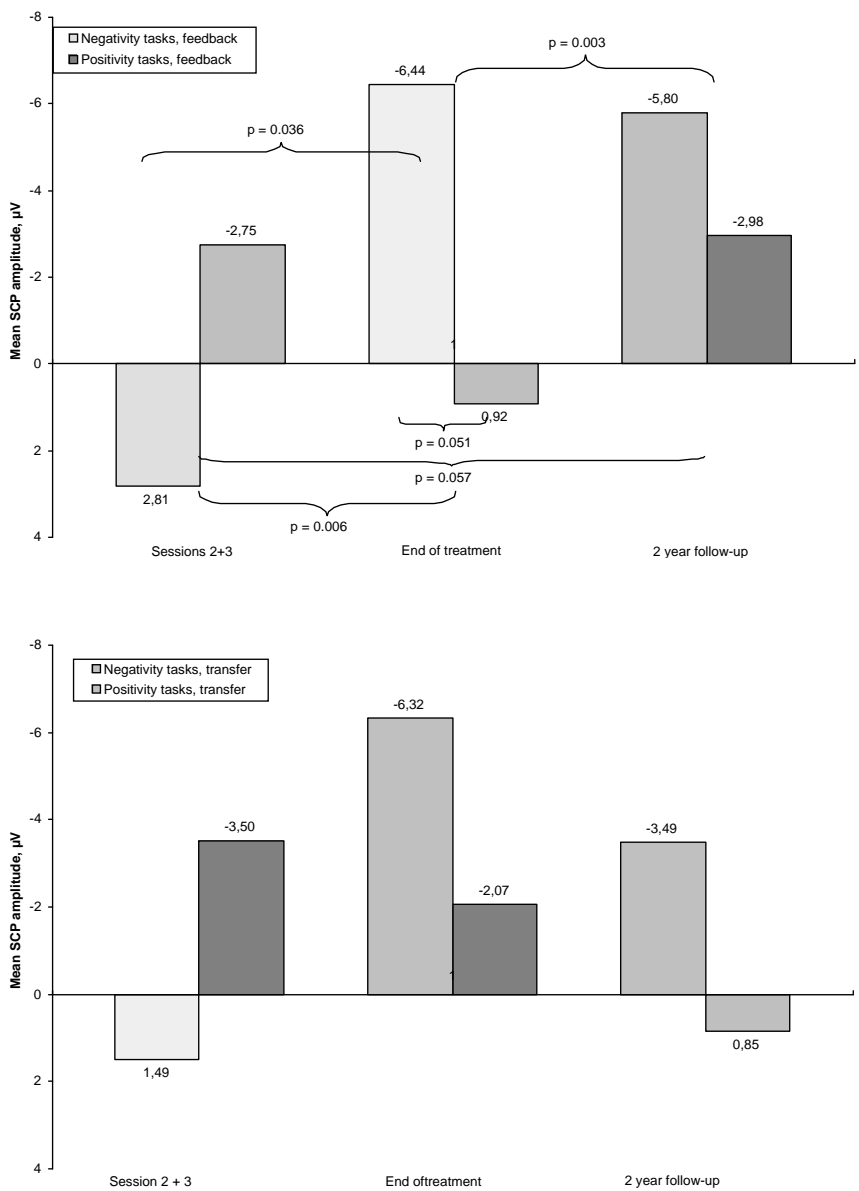 -8
Negativity tasks, feedback
Positivity tasks, feedback
p = 0.003
-6,44
-6
-5,80
p = 0.036
-4
-2,75
-2,98
-2
Mean SCP amplitude, µV
0
0,92
p = 0.051
2
p = 0.057
2,81
p = 0.006
4
Sessions 2+3 End of treatment 2 year follow-up
-8
Negativity tasks, transfer
Positivity tasks, transfer
-6,32
-6
-4
-3,50
-3,49
-2,07
-2
Mean SCP amplitude, µV
0
1,49
0,85
2
4
Session 2 + 3 End oftreatment 2 year follow-up